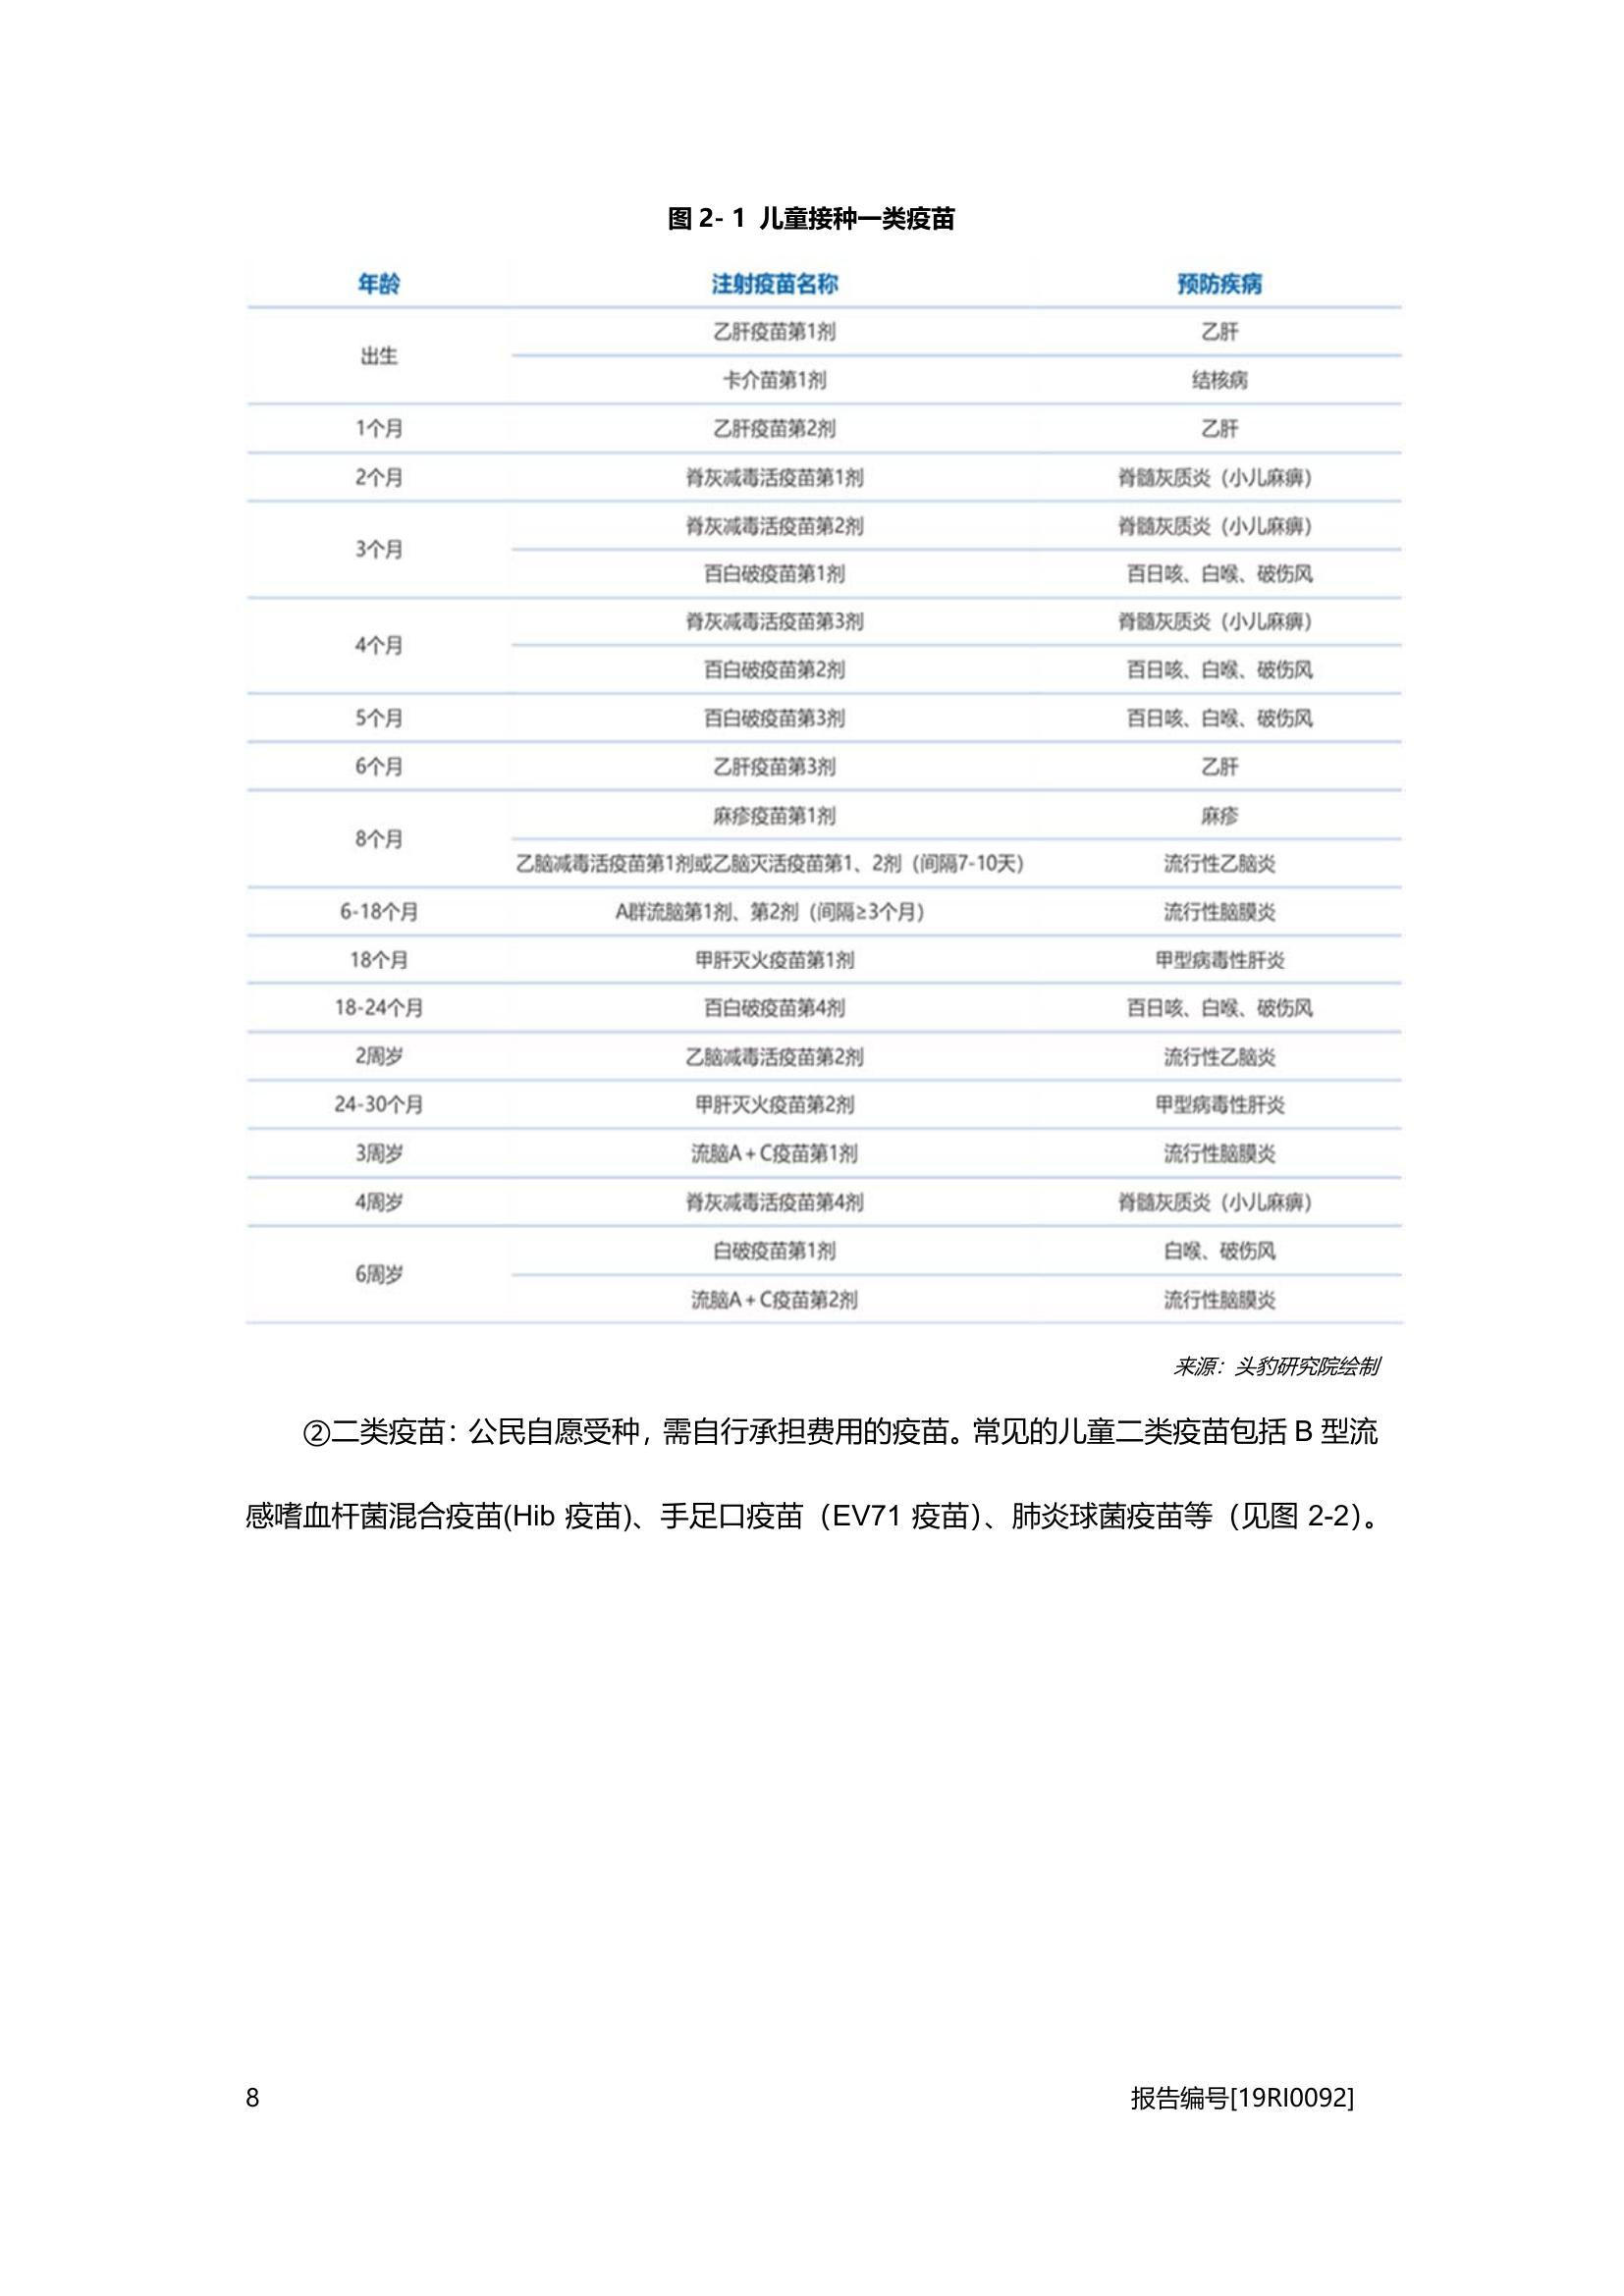 图 2- 1 儿童接种一类疫苗
年龄 注射疫苗名称 预防疾病
出生 乙肝疫苗第1剂 乙肝
卡介苗第1剂 结核病
1个月 乙肝疫苗第2剂 乙肝
2个月 脊灰减毒活疫苗第1剂 脊髓灰质炎（小儿麻痹）
3个月 脊灰减毒活疫苗第2剂 脊髓灰质炎（小儿麻痹）
百白破疫苗第1剂 百日咳、白喉、破伤风
4个月 脊灰减毒活疫苗第3剂 脊髓灰质炎（小儿麻痹）
百白破疫苗第2剂 百日咳、白喉、破伤风
5个月 百白破疫苗第3剂 百日咳、白喉、破伤风
6个月 乙肝疫苗第3剂 乙肝
8个月 麻疹疫苗第1剂 麻疹
乙脑减毒活疫苗第1剂或乙脑灭活疫苗第1、2剂（间隔7-10天） 流行性乙脑炎
6-18个月 A群流脑第1剂、第2剂（间隔≥3个月） 流行性脑膜炎
18个月 甲肝灭火疫苗第1剂 甲型病毒性肝炎
18-24个月 百白破疫苗第4剂 百日咳、白喉、破伤风
2周岁 乙脑减毒活疫苗第2剂 流行性乙脑炎
24-30个月 甲肝灭火疫苗第2剂 甲型病毒性肝炎
3周岁 流脑A+C疫苗第1剂 流行性脑膜炎
4周岁 脊灰减毒活疫苗第4剂 脊髓灰质炎（小儿麻痹）
6周岁 白破疫苗第1剂 白喉、破伤风
流脑A+C疫苗第2剂 流行性脑膜炎
来源：头豹研究院绘制
②二类疫苗：公民自愿受种，需自行承担费用的疫苗。常见的儿童二类疫苗包括 B 型流
感嗜血杆菌混合疫苗(Hib 疫苗)、手足口疫苗（EV71 疫苗）、肺炎球菌疫苗等（见图 2-2）。
8 报告编号[19RI0092]